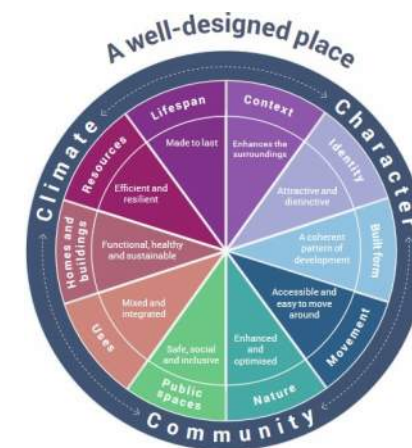 A well-designed place
Climate
Character
Community
Context
Enhances the
surroundings
Identity
Attractive and
distinctive
Built form
A coherent
pattern of
development
Movement
Accessible and
easy to move
around
Nature
Enhanced
and
optimised
Public
spaces
Safe, social
and inclusive
Uses
Mixed and
integrated
Homes and
buildings
Functional, healthy
and sustainable
Resources
Efficient and
resilient
Lifespan
Made to last